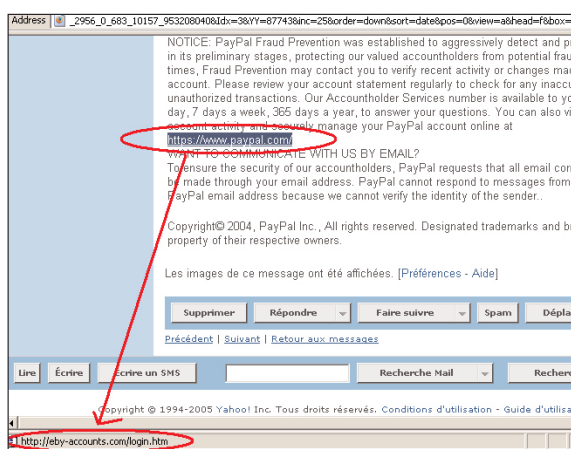 Address _2956_0_683_10157_953208040&Idx=3&YY=87743&inc=25&order=down&sort=date&pos=0&view=a&head=f&box=
NOTICE: PayPal Fraud Prevention was established to aggressively detect and p
in its preliminary stages, protecting our valued accountholders from potential frau
times, Fraud Prevention may contact you to verify recent activity or changes ma
account. Please review your account statement regularly to check for any inaccu
unauthorized transactions. Our Accountholder Services number is available to yo
day, 7 days a week, 365 days a year, to answer your questions. You can also vi
account activity and securely manage your PayPal account online at
https://www.paypal.com/
WANT TO COMMUNICATE WITH US BY EMAIL?
To ensure the security of our accountholders, PayPal requests that all email corr
be made through your email address. PayPal cannot respond to messages from
PayPal email address because we cannot verify the identity of the sender..
Copyright© 2004, PayPal Inc., All rights reserved. Designated trademarks and br
property of their respective owners.
Les images de ce message ont été affichées. [Préférences - Aide]
Supprimer Répondre Faire suivre Spam Dépla
Précédent | Suivant | Retour aux messages
Lire Écrire Écrire un SMS Recherche Mail Recherc
Copyright © 1994-2005 Yahoo! Inc. Tous droits réservés. Conditions d'utilisation - Guide d'utilisa
http://eby-accounts.com/login.htm